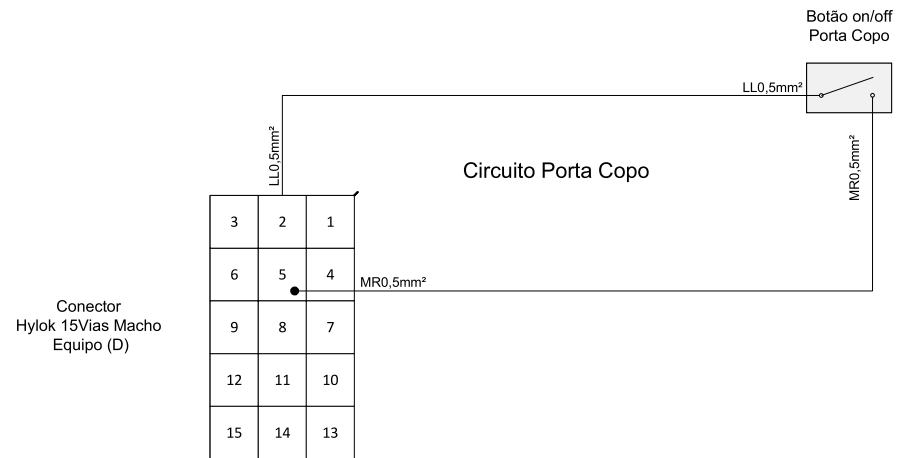 Botão on/off
Porta Copo
LL0,5mm²
LL0,5mm²
MR0,5mm²
Circuito Porta Copo
3 2 1
6 5 4
MR0,5mm²
Conector
Hylok 15Vias Macho
Equipo (D)
9 8 7
12 11 10
15 14 13